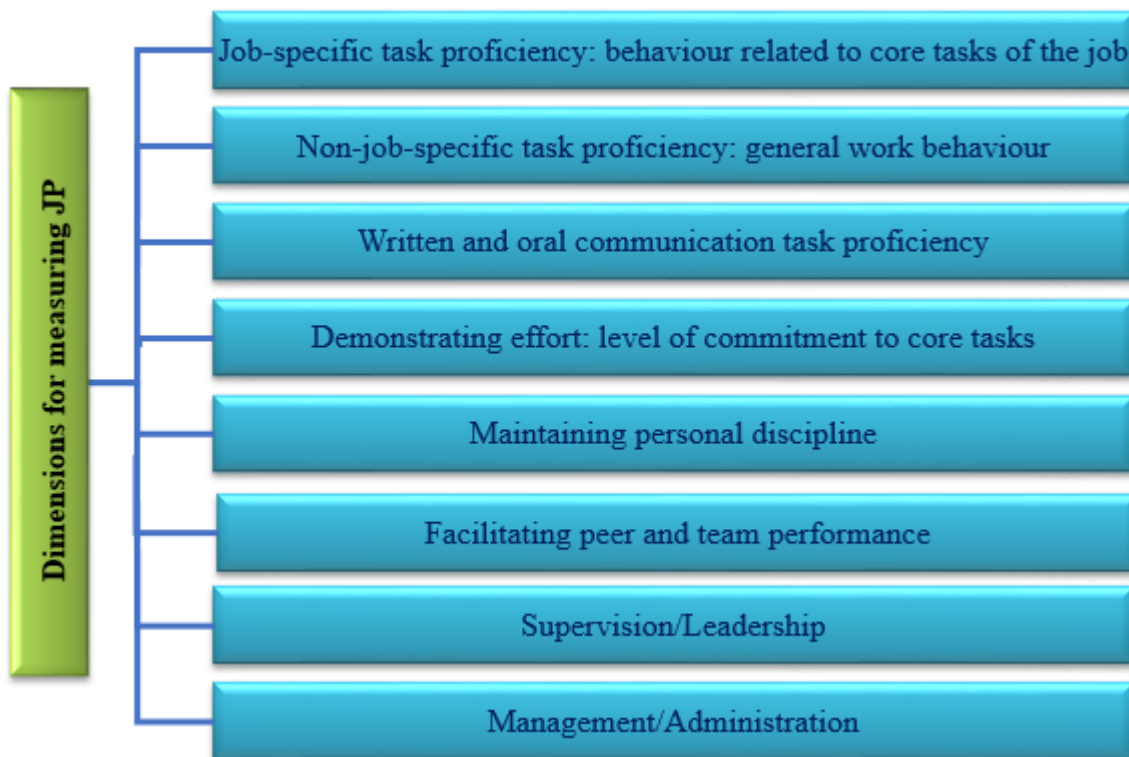 Dimensions for measuring JP
Job-specific task proficiency: behaviour related to core tasks of the job
Non-job-specific task proficiency: general work behaviour
Written and oral communication task proficiency
Demonstrating effort: level of commitment to core tasks
Maintaining personal discipline
Facilitating peer and team performance
Supervision/Leadership
Management/Administration